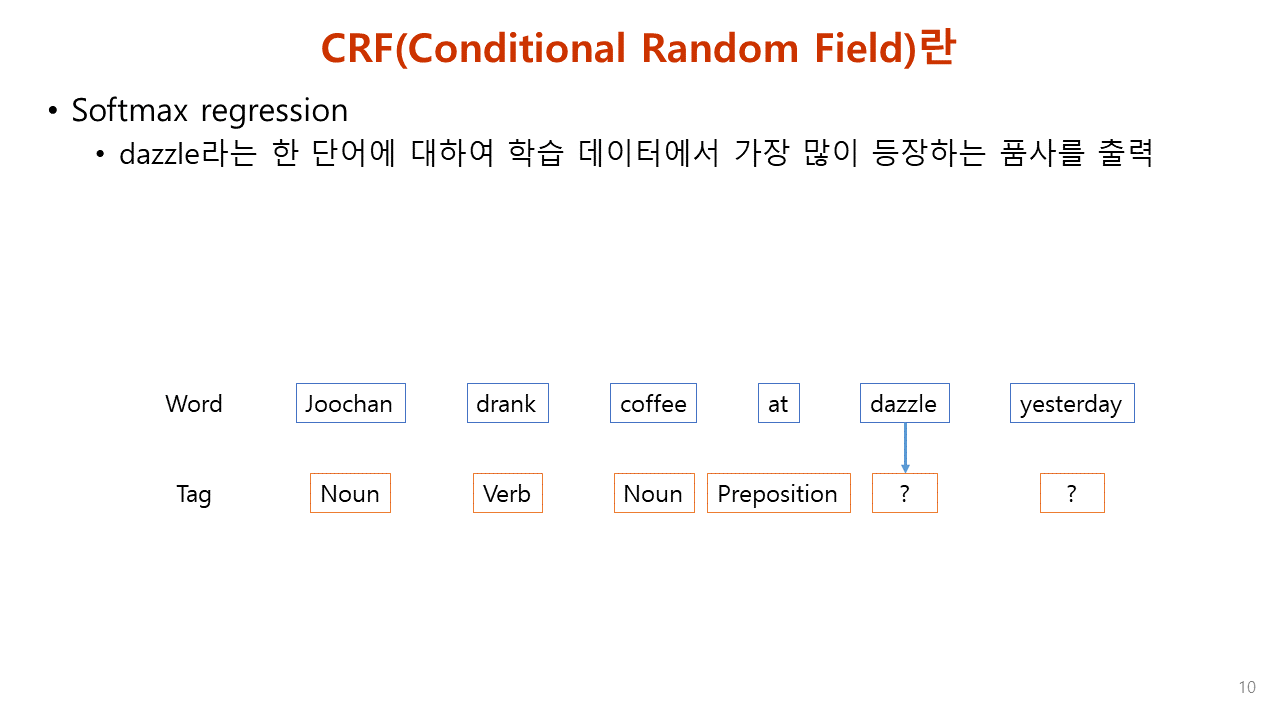 CRF(Conditional Random Field)란
• Softmax regression
• dazzle라는 한 단어에 대하여 학습 데이터에서 가장 많이 등장하는 품사를 출력
Word Joochan drank coffee at dazzle yesterday
Tag Noun Verb Noun Preposition ? ?
10